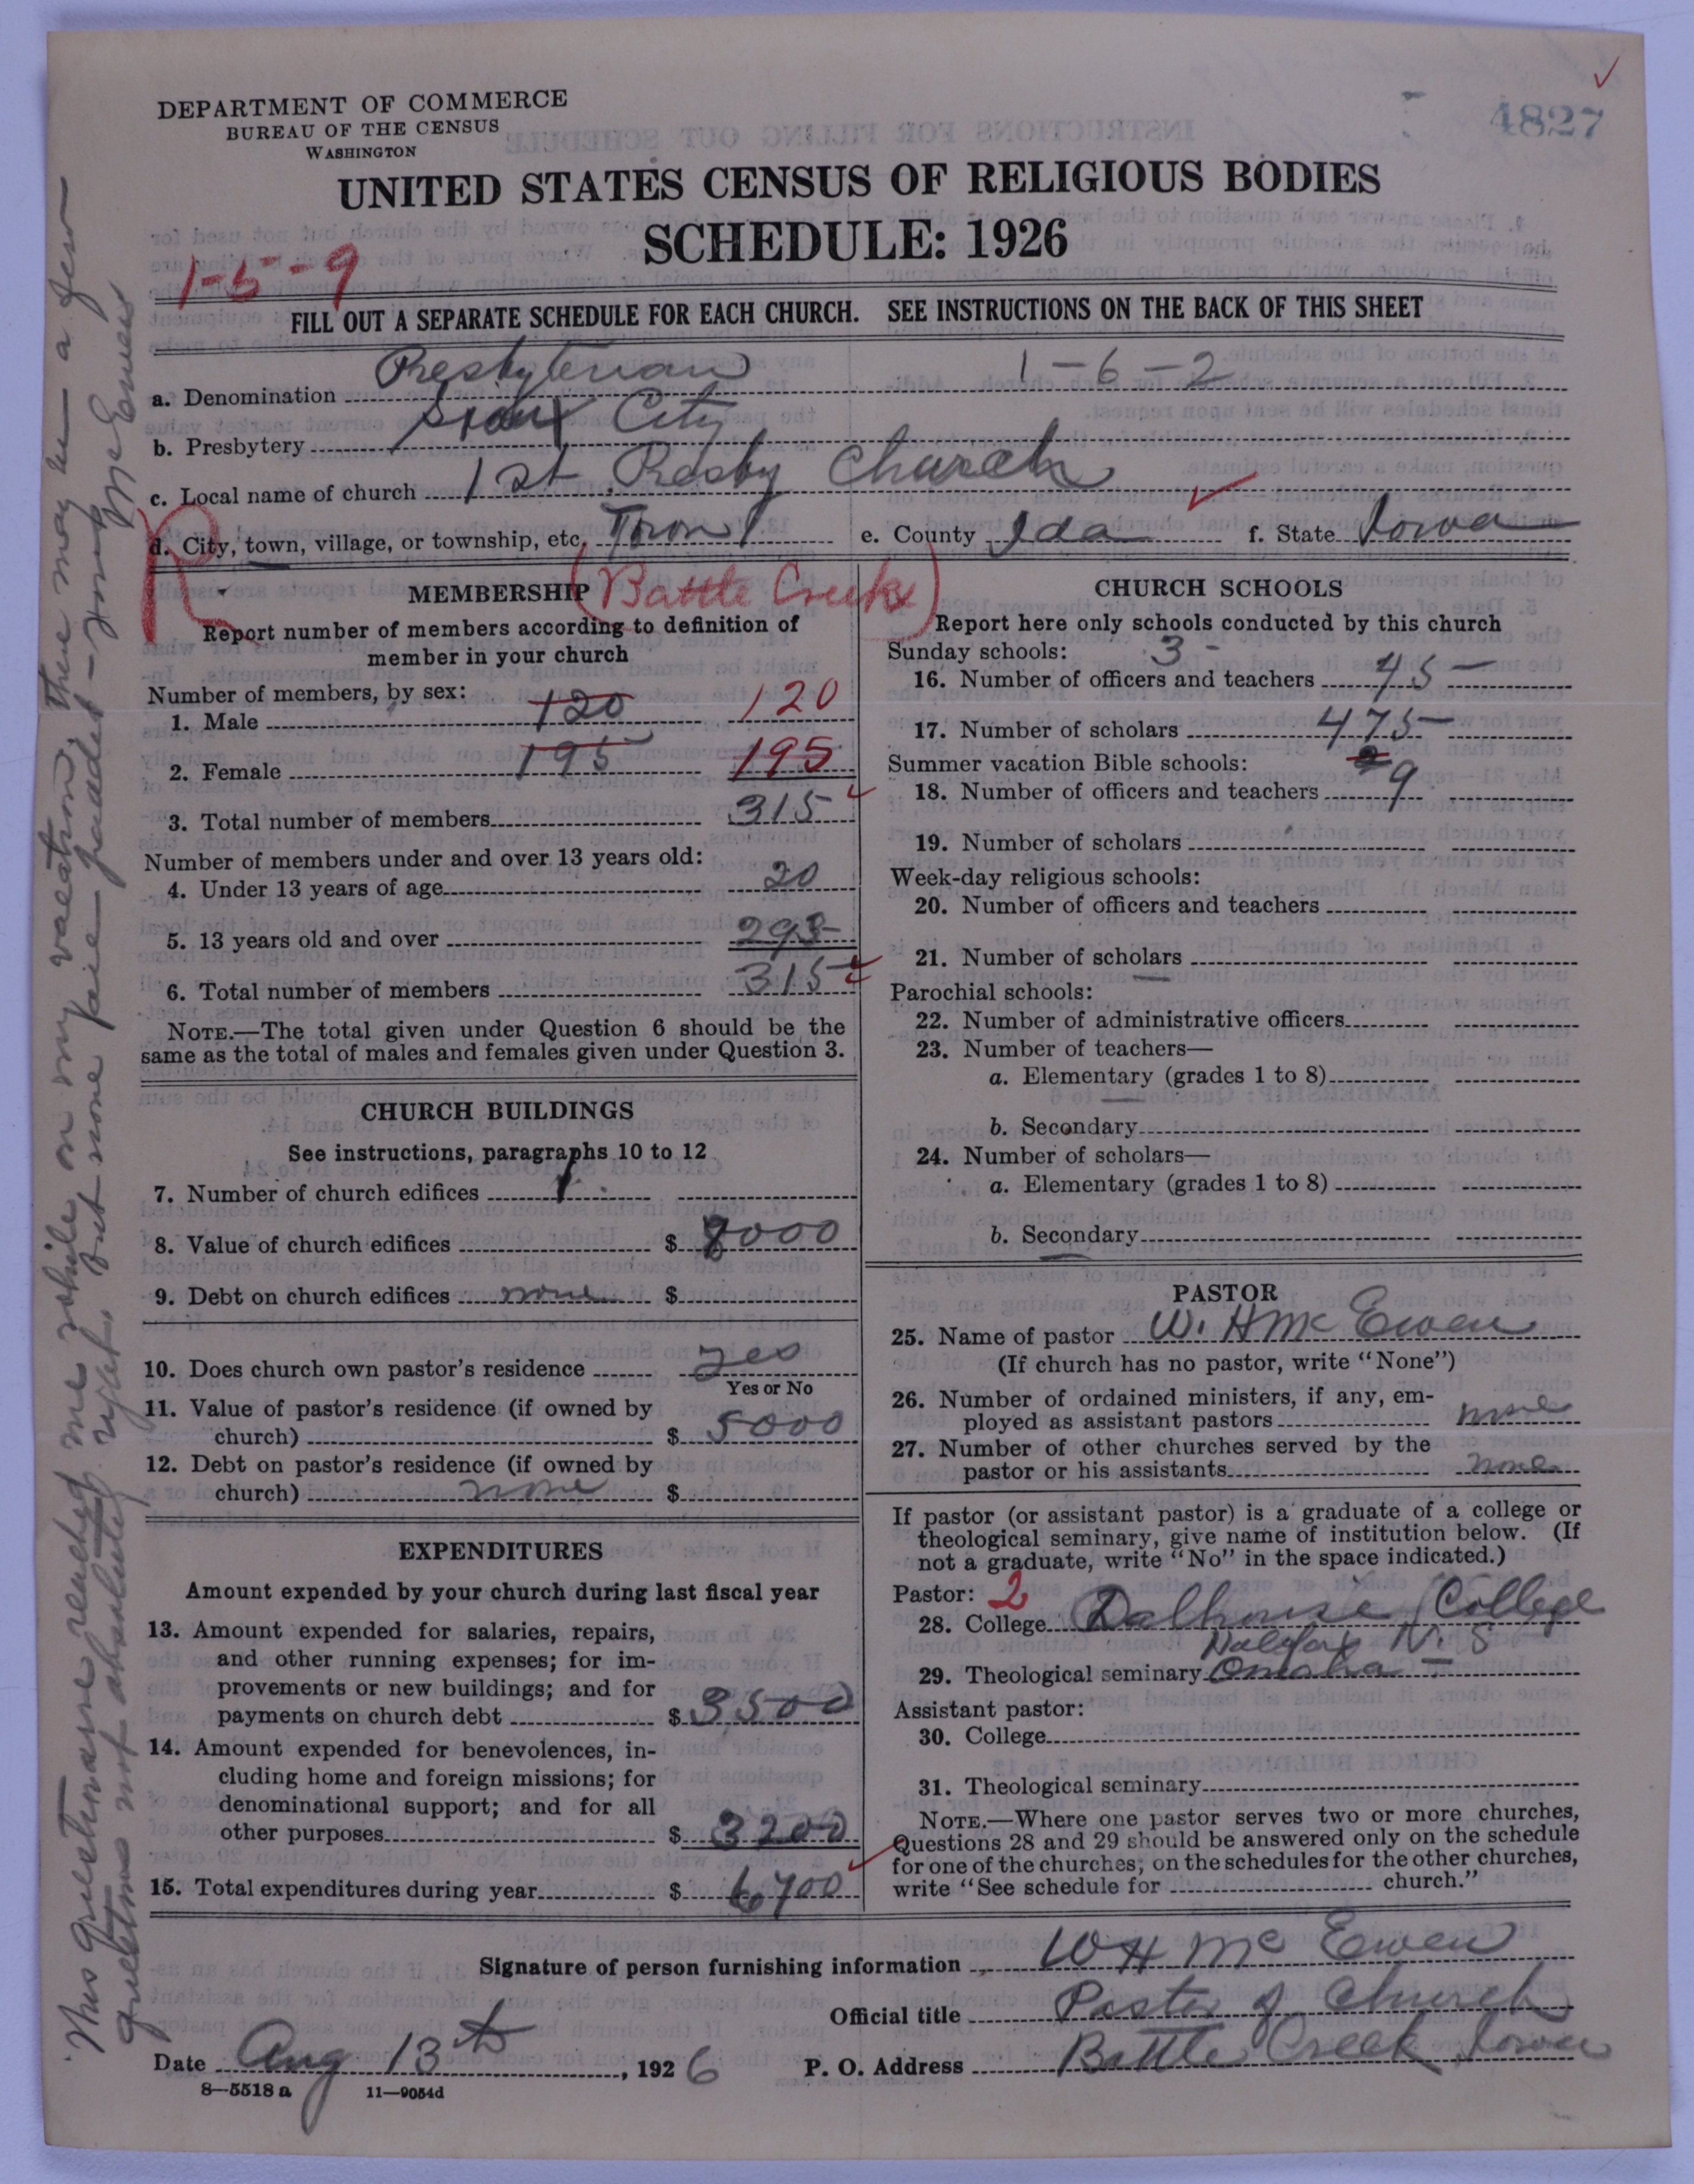 DEPARTMENT OF COMMERCE
BUREAU OF THE CENSUS
WASHINGTON
4827
UNITED STATES CENSUS OF RELIGIOUS BODIES
SCHEDULE: 1926
1-5-9
FILL OUT A SEPARATE SCHEDULE FOR EACH CHURCH. SEE INSTRUCTIONS ON THE BACK OF THIS SHEET
a. Denomination Presbyterian 1-6-2
b. Presbytery Sioux City
c. Local name of church 1st Presby Church
d. City, town, village, or township, etc. Town e. County Ida f. State Iowa
R
(Battle Creek)
MEMBERSHIP
Report number of members according to definition of
member in your church
Number of members, by sex:
1. Male 120 120
2. Female 195 195
3. Total number of members 315
Number of members under and over 13 years old:
4. Under 13 years of age 20
5. 13 years old and over 295
6. Total number of members 315
NOTE.—The total given under Question 6 should be the
same as the total of males and females given under Question 3.
CHURCH BUILDINGS
See instructions, paragraphs 10 to 12
7. Number of church edifices 1
8. Value of church edifices $ 8000
9. Debt on church edifices none $
10. Does church own pastor's residence yes
Yes or No
11. Value of pastor's residence (if owned by
church) $ 5000
12. Debt on pastor's residence (if owned by
church) none $
EXPENDITURES
Amount expended by your church during last fiscal year
13. Amount expended for salaries, repairs,
and other running expenses; for im-
provements or new buildings; and for
payments on church debt $ 3500
14. Amount expended for benevolences, in-
cluding home and foreign missions; for
denominational support; and for all
other purposes $ 3200
15. Total expenditures during year $ 6700
CHURCH SCHOOLS
Report here only schools conducted by this church
Sunday schools: 3-
16. Number of officers and teachers 45
17. Number of scholars 475
Summer vacation Bible schools:
18. Number of officers and teachers 9
19. Number of scholars
Week-day religious schools:
20. Number of officers and teachers
21. Number of scholars
Parochial schools:
22. Number of administrative officers
23. Number of teachers—
a. Elementary (grades 1 to 8)
b. Secondary
24. Number of scholars—
a. Elementary (grades 1 to 8)
b. Secondary
PASTOR
25. Name of pastor W. H Mc Ewen
(If church has no pastor, write "None")
26. Number of ordained ministers, if any, em-
ployed as assistant pastors none
27. Number of other churches served by the
pastor or his assistants none
If pastor (or assistant pastor) is a graduate of a college or
theological seminary, give name of institution below. (If
not a graduate, write "No" in the space indicated.)
Pastor: 2
28. College Dalhousie College
Halifax N. S
29. Theological seminary Omaha -
Assistant pastor:
30. College
31. Theological seminary
NOTE.—Where one pastor serves two or more churches,
Questions 28 and 29 should be answered only on the schedule
for one of the churches; on the schedules for the other churches,
write "See schedule for church."
Signature of person furnishing information W H Mc Ewen
Official title Pastor of Church
Date Aug 13th, 1926 P. O. Address Battle Creek Iowa
8—5518 a 11—9054d
This questionaire reached me while on my vacation, there may be a few
questions not absolutely right, but none
Mc Ewen